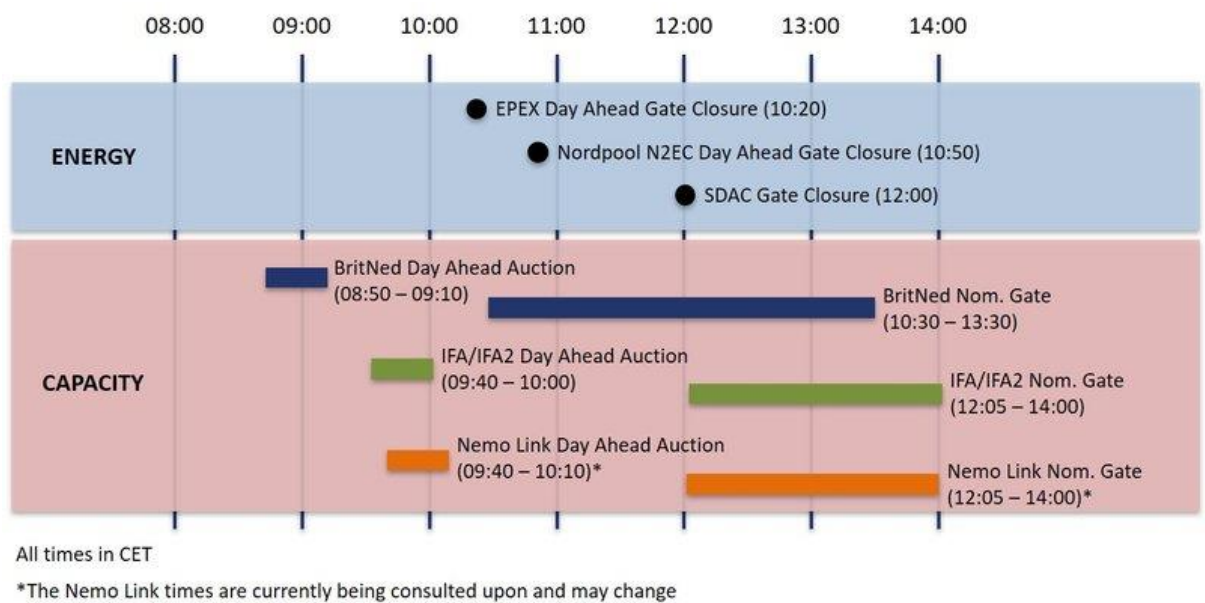 08:00 09:00 10:00 11:00 12:00 13:00 14:00
ENERGY
EPEX Day Ahead Gate Closure (10:20)
Nordpool N2EC Day Ahead Gate Closure (10:50)
SDAC Gate Closure (12:00)
CAPACITY
BritNed Day Ahead Auction
(08:50 – 09:10)
BritNed Nom. Gate
(10:30 – 13:30)
IFA/IFA2 Day Ahead Auction
(09:40 – 10:00)
IFA/IFA2 Nom. Gate
(12:05 – 14:00)
Nemo Link Day Ahead Auction
(09:40 – 10:10)*
Nemo Link Nom. Gate
(12:05 – 14:00)*
All times in CET
*The Nemo Link times are currently being consulted upon and may change